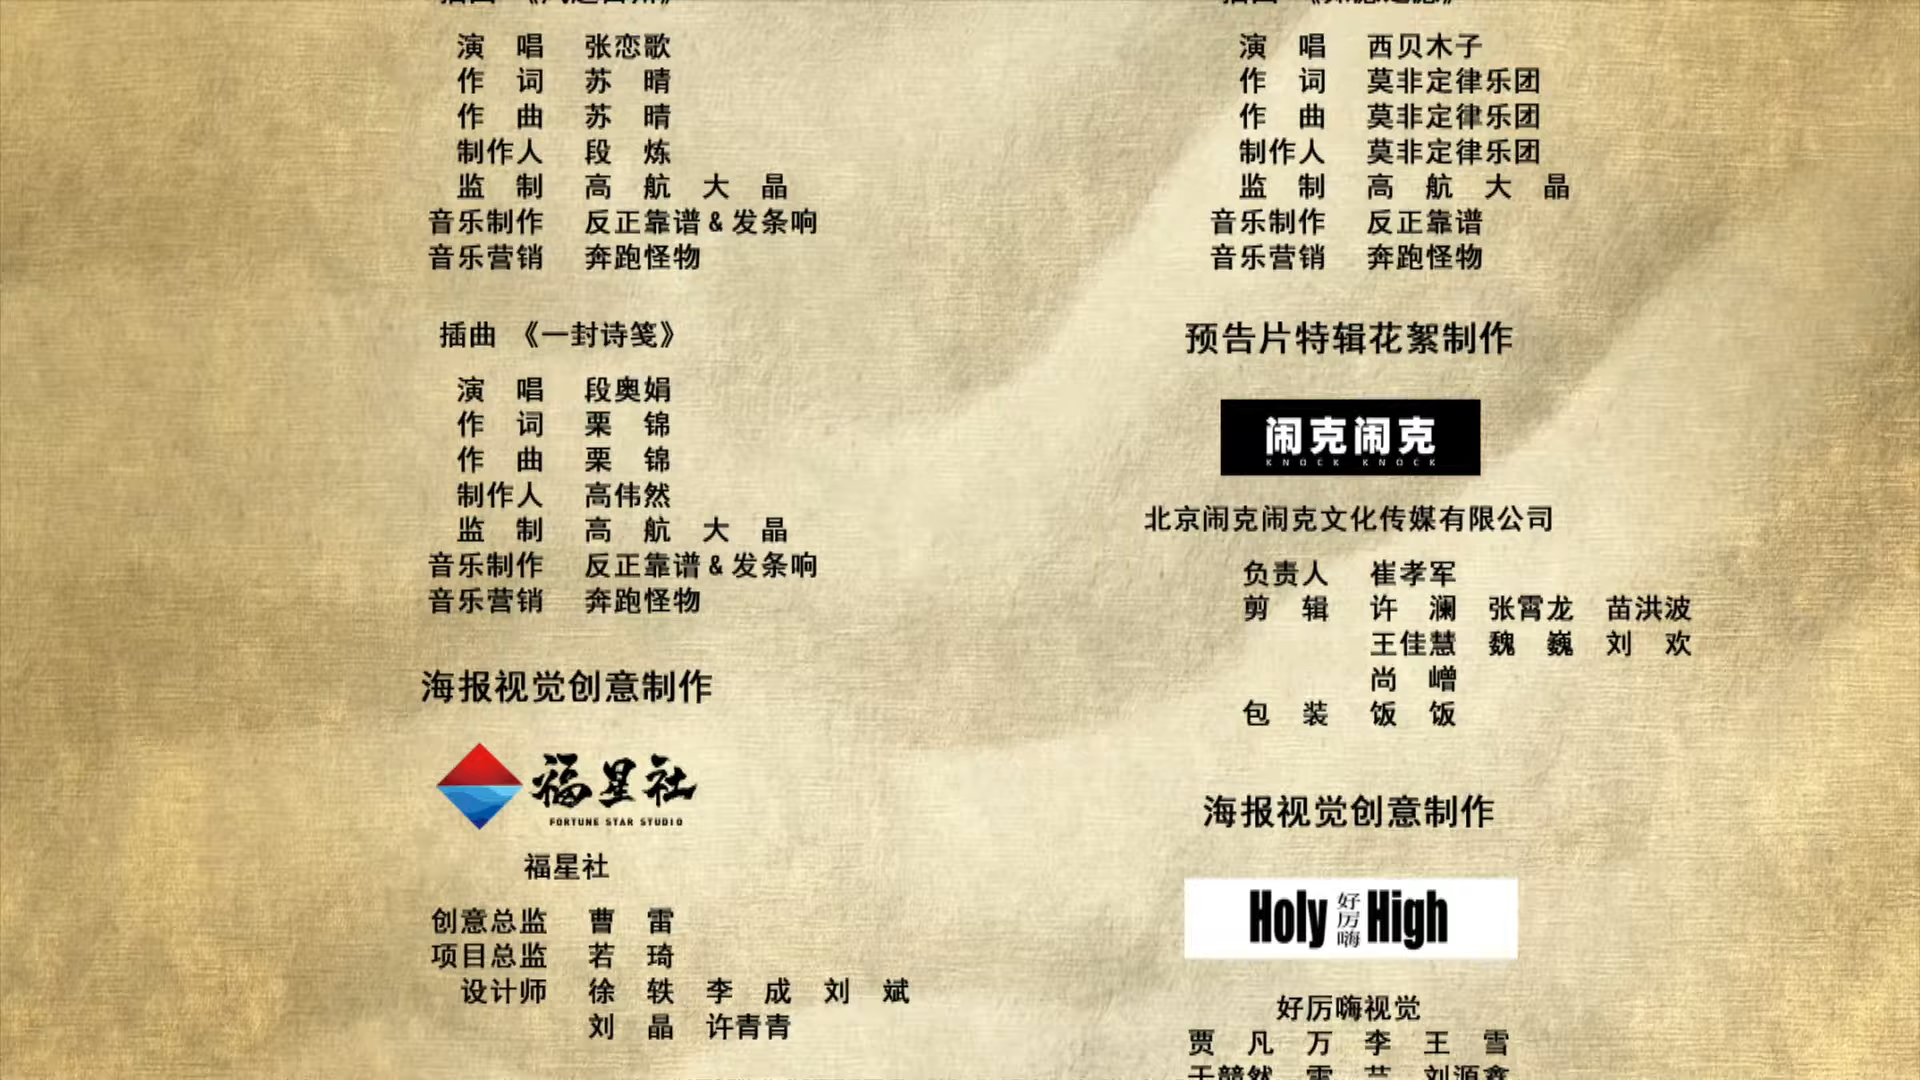 演 唱 张恋歌
作 词 苏 晴
作 曲 苏 晴
制作人 段 炼
监 制 高 航 大 晶
音乐制作 反正靠谱&发条响
音乐营销 奔跑怪物
插曲 《一封诗笺》
演 唱 段奥娟
作 词 栗 锦
作 曲 栗 锦
制作人 高伟然
监 制 高 航 大 晶
音乐制作 反正靠谱&发条响
音乐营销 奔跑怪物
海报视觉创意制作
福星社
FORTUNE STAR STUDIO
福星社
创意总监 曹 雷
项目总监 若 琦
设计师 徐 轶 李 成 刘 斌
刘 晶 许青青
演 唱 西贝木子
作 词 莫非定律乐团
作 曲 莫非定律乐团
制作人 莫非定律乐团
监 制 高 航 大 晶
音乐制作 反正靠谱
音乐营销 奔跑怪物
预告片特辑花絮制作
闹克闹克
KNOCK KNOCK
北京闹克闹克文化传媒有限公司
负责人 崔孝军
剪 辑 许 澜 张霄龙 苗洪波
王佳慧 魏 巍 刘 欢
尚 嶒
包 装 饭 饭
海报视觉创意制作
Holy 好厉嗨 High
好厉嗨视觉
贾 凡 万 李 王 雪